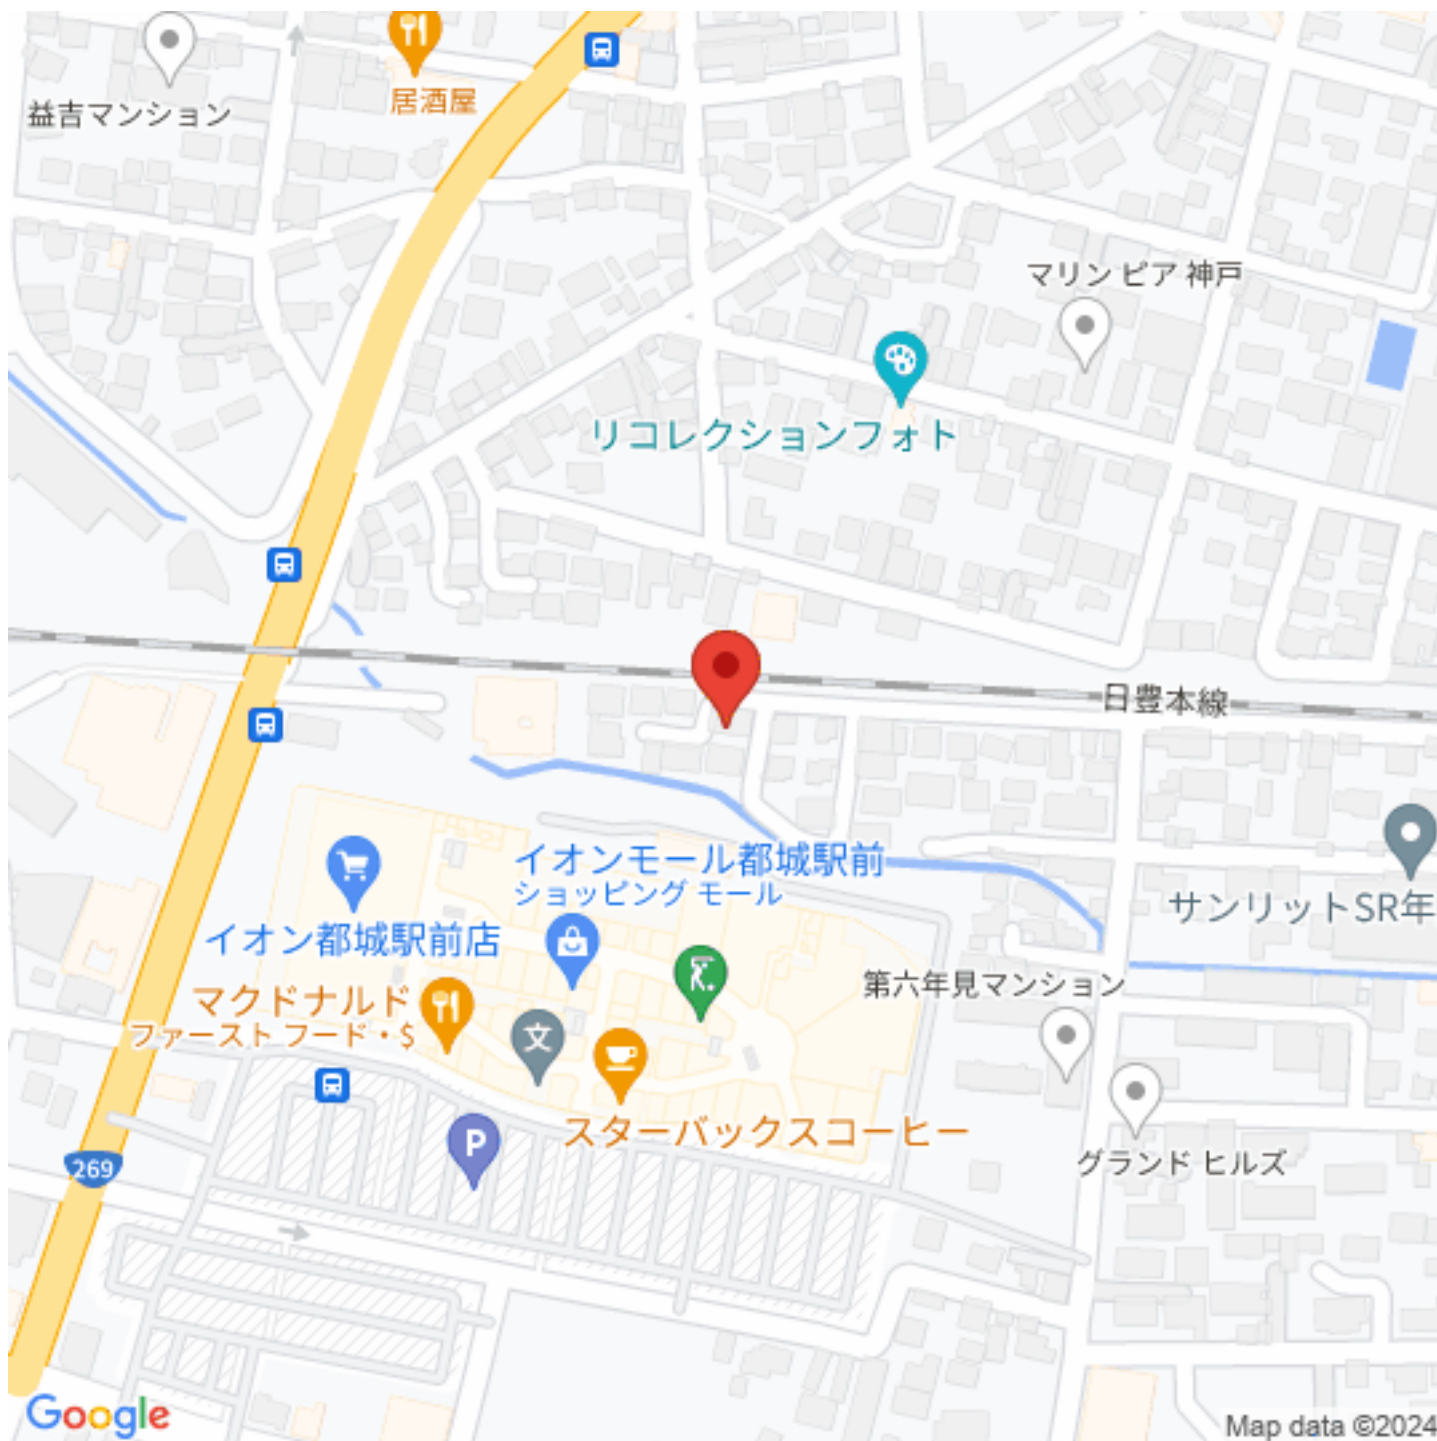 益吉マンション
居酒屋
マリン ピア 神戸
リコレクションフォト
日豊本線
イオンモール都城駅前
ショッピング モール
サンリットSR年
イオン都城駅前店
マクドナルド
ファースト フード・$
第六年見マンション
文
スターバックスコーヒー
P
グランド ヒルズ
269
Google
Map data ©2024